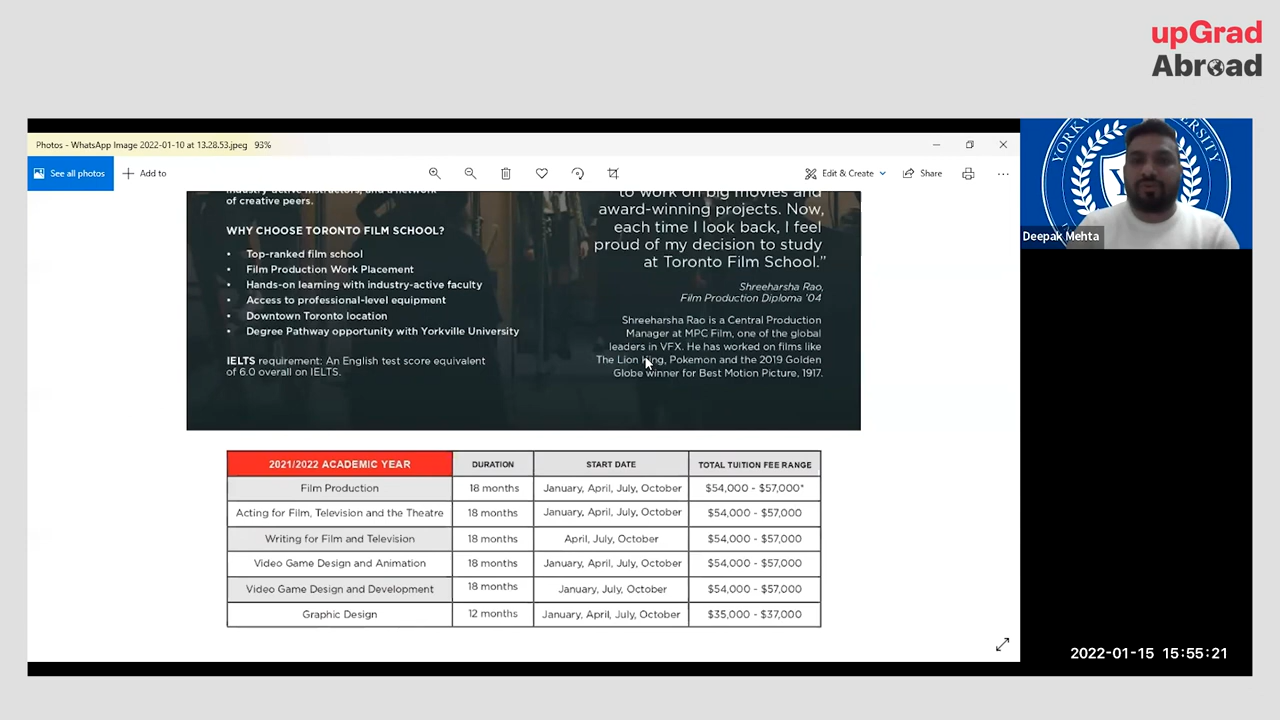 upGrad
Abroad
Photos - WhatsApp Image 2022-01-10 at 13.28.53.jpeg 93%
See all photos
Add to
Edit & Create
Share
industry-active instructors, and a network
of creative peers.
WHY CHOOSE TORONTO FILM SCHOOL?
• Top-ranked film school
• Film Production Work Placement
• Hands-on learning with industry-active faculty
• Access to professional-level equipment
• Downtown Toronto location
• Degree Pathway opportunity with Yorkville University
IELTS requirement: An English test score equivalent
of 6.0 overall on IELTS.
to work on big movies and
award-winning projects. Now,
each time I look back, I feel
proud of my decision to study
at Toronto Film School."
Shreeharsha Rao,
Film Production Diploma '04
Shreeharsha Rao is a Central Production
Manager at MPC Film, one of the global
leaders in VFX. He has worked on films like
The Lion King, Pokemon and the 2019 Golden
Globe winner for Best Motion Picture, 1917.
2021/2022 ACADEMIC YEAR DURATION START DATE TOTAL TUITION FEE RANGE
Film Production 18 months January, April, July, October $54,000 - $57,000*
Acting for Film, Television and the Theatre 18 months January, April, July, October $54,000 - $57,000
Writing for Film and Television 18 months April, July, October $54,000 - $57,000
Video Game Design and Animation 18 months January, April, July, October $54,000 - $57,000
Video Game Design and Development 18 months January, July, October $54,000 - $57,000
Graphic Design 12 months January, April, July, October $35,000 - $37,000
Deepak Mehta
2022-01-15 15:55:21